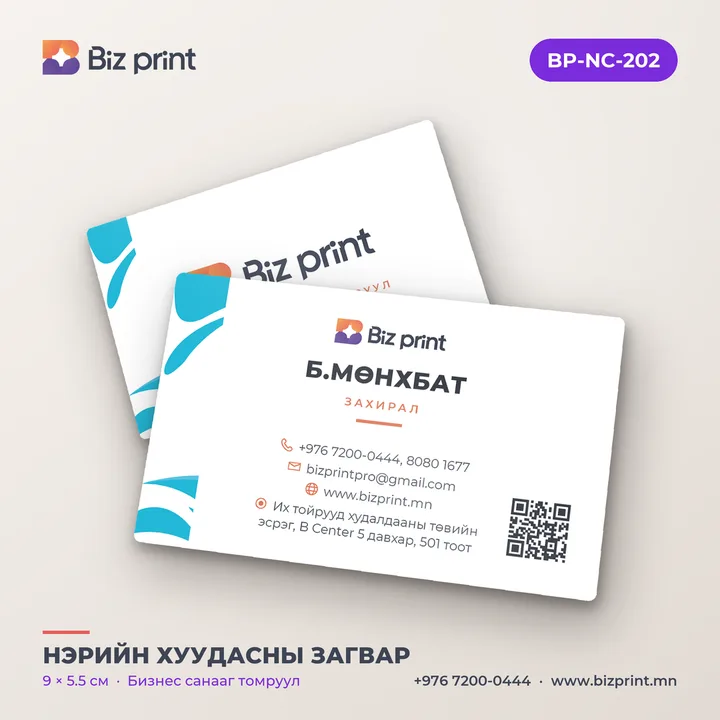 Biz print
BP-NC-202
Biz print
Biz print
Б.МӨНХБАТ
ЗАХИРАЛ
+976 7200-0444, 8080 1677
bizprintpro@gmail.com
www.bizprint.mn
Их тойрууд худалдааны төвийн
эсрэг, B Center 5 давхар, 501 тоот
НЭРИЙН ХУУДАСНЫ ЗАГВАР
9 × 5.5 см · Бизнес санааг томруул
+976 7200-0444 · www.bizprint.mn